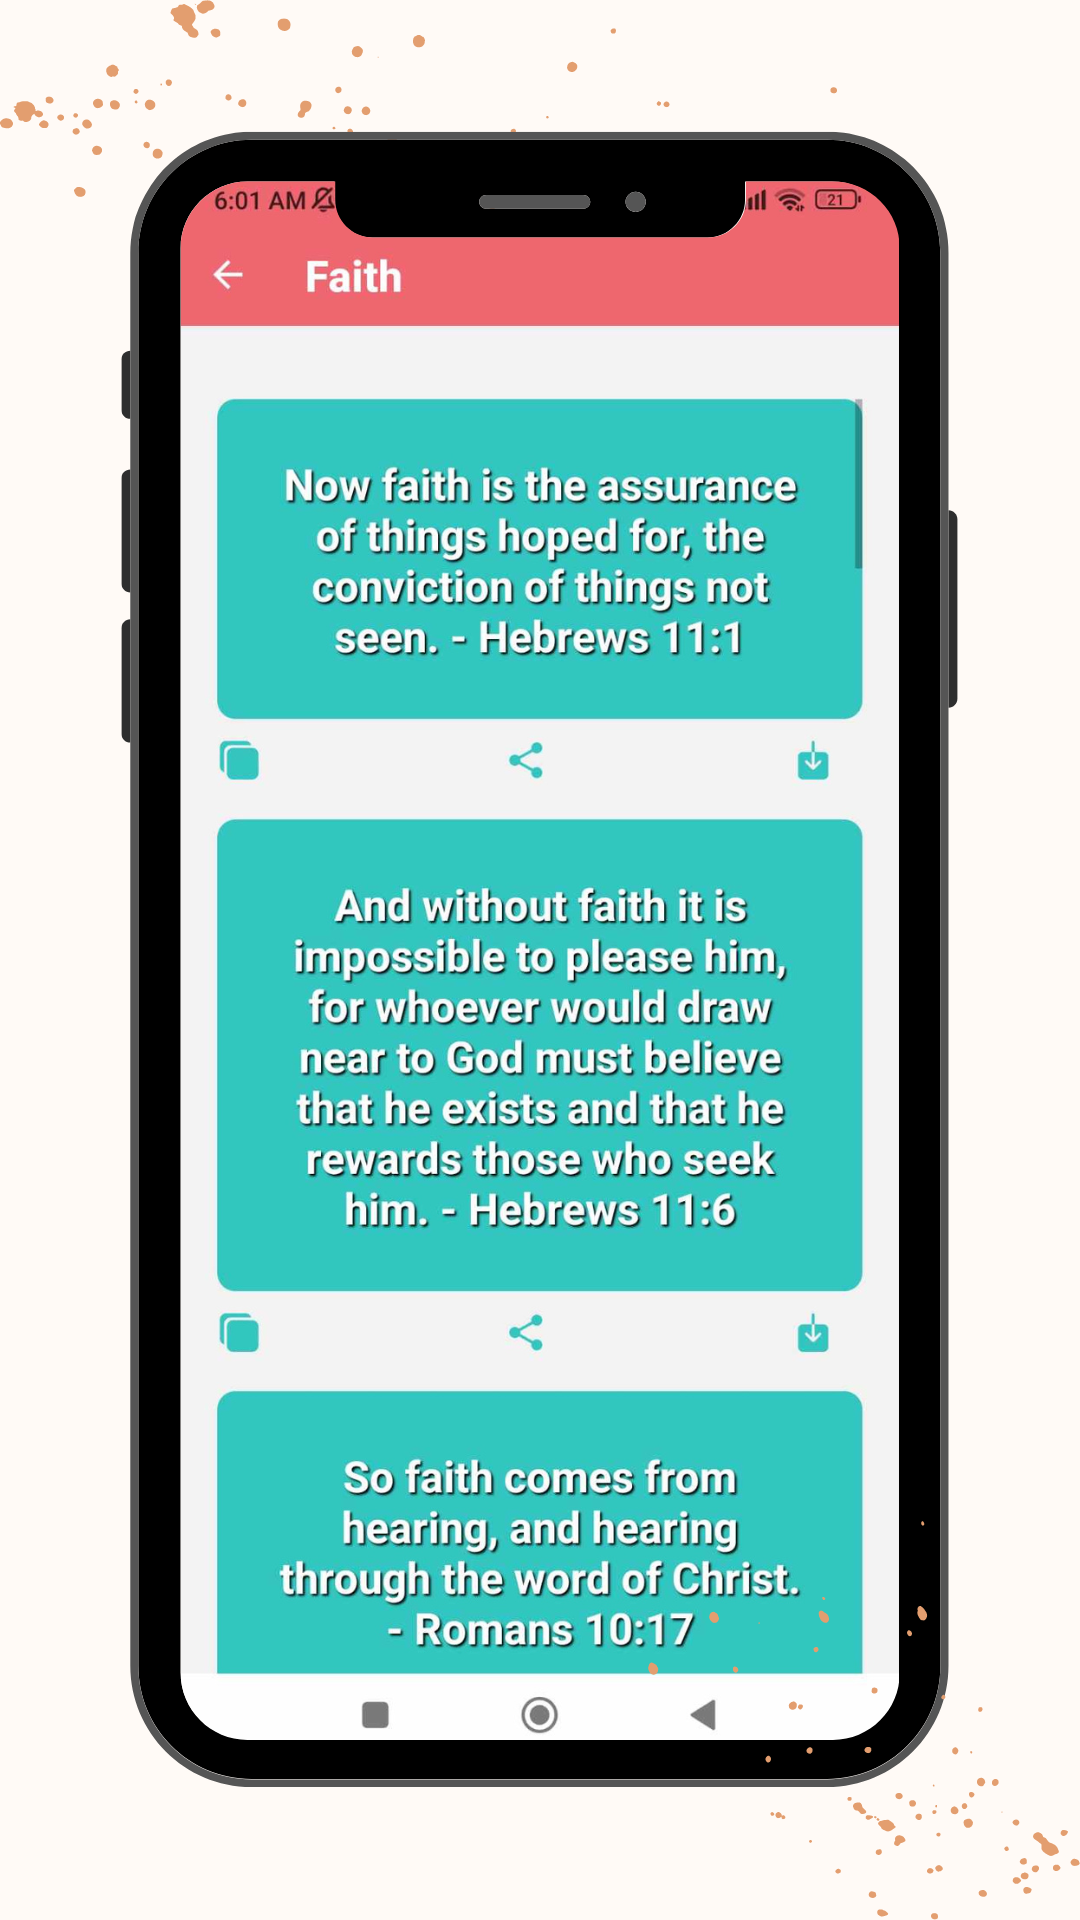 6:01 AM
21
Faith
Now faith is the assurance
of things hoped for, the
conviction of things not
seen. - Hebrews 11:1
And without faith it is
impossible to please him,
for whoever would draw
near to God must believe
that he exists and that he
rewards those who seek
him. - Hebrews 11:6
So faith comes from
hearing, and hearing
through the word of Christ.
- Romans 10:17